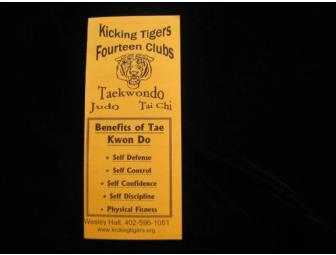 Kicking Tigers
Fourteen Clubs
Taekwondo
Judo Tai Chi
Benefits of Tae
Kwon Do
• Self Defense
• Self Control
• Self Confidence
• Self Discipline
• Physical Fitness
Wesley Hall, 402-596-1051
www.kickingtigers.org